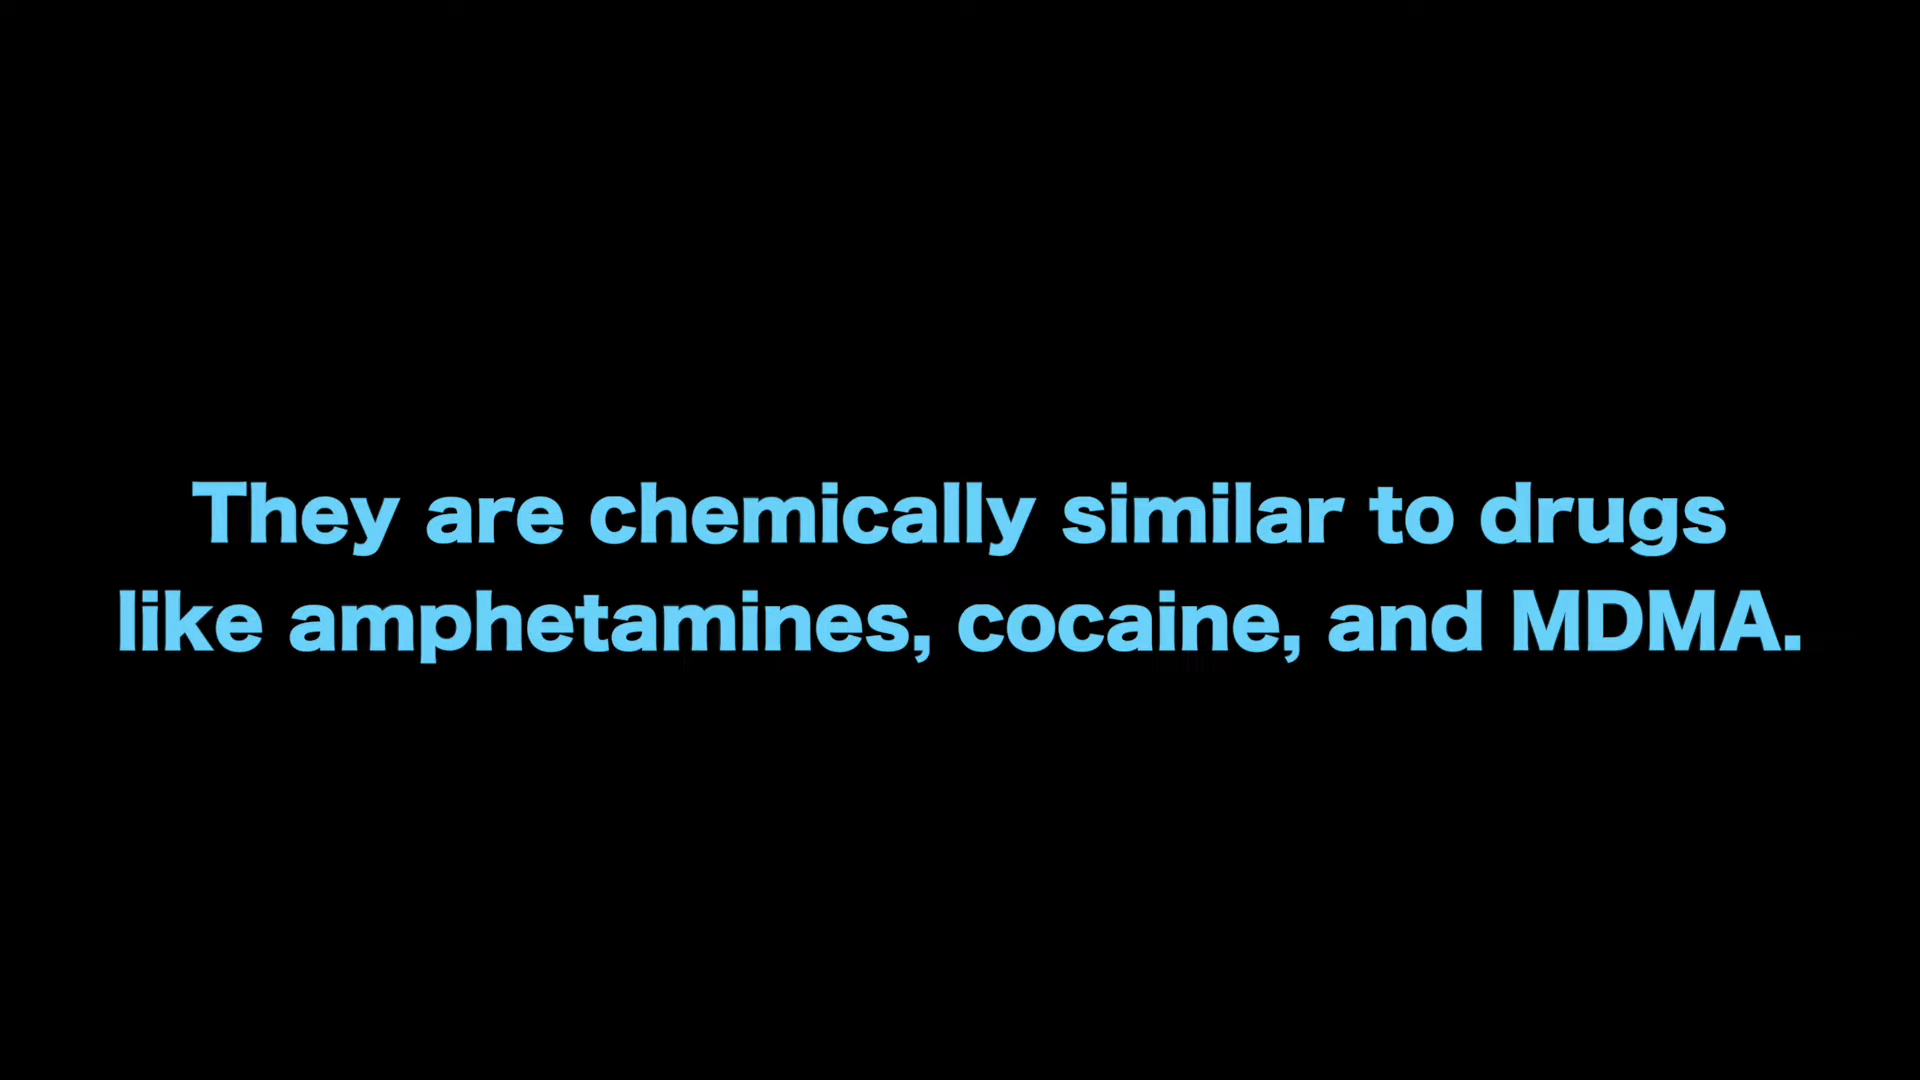 They are chemically similar to drugs
like amphetamines, cocaine, and MDMA.